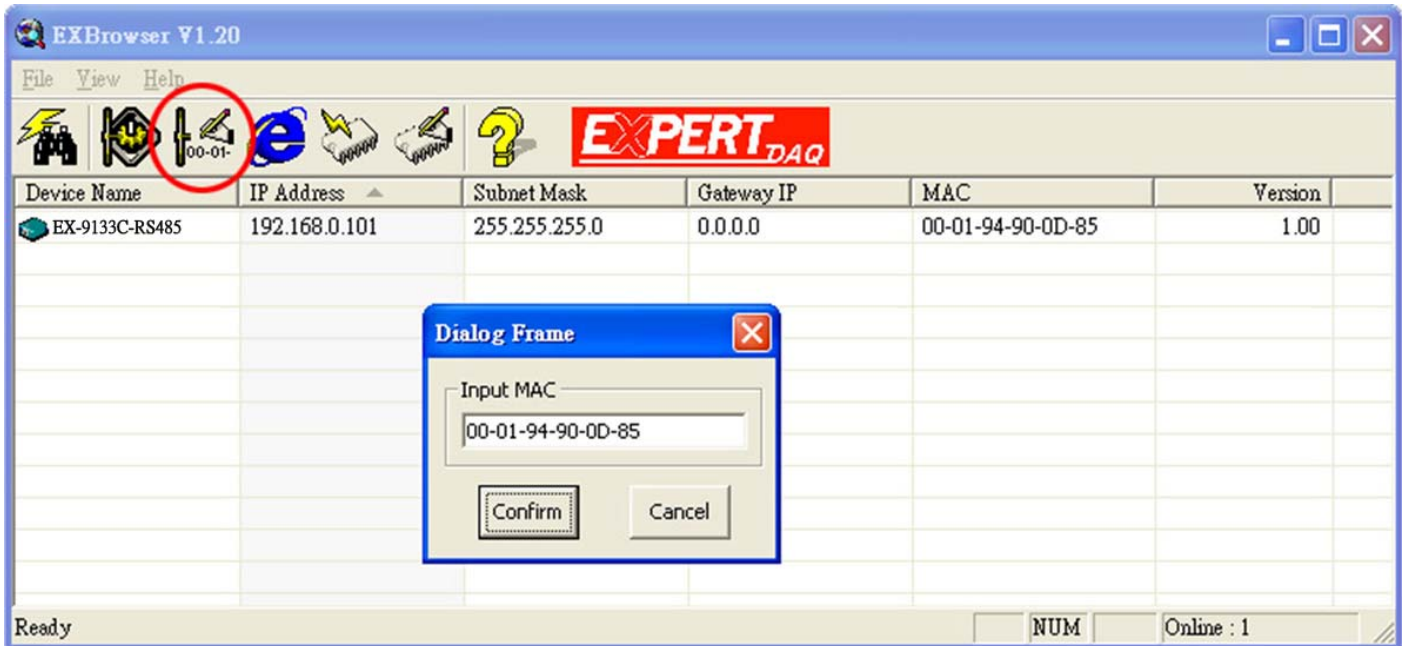 EXBrowser V1.20
File View Help
00-01-
EXPERT DAQ
Device Name IP Address Subnet Mask Gateway IP MAC Version
EX-9133C-RS485 192.168.0.101 255.255.255.0 0.0.0.0 00-01-94-90-0D-85 1.00
Dialog Frame
Input MAC
00-01-94-90-0D-85
Confirm Cancel
Ready NUM Online : 1